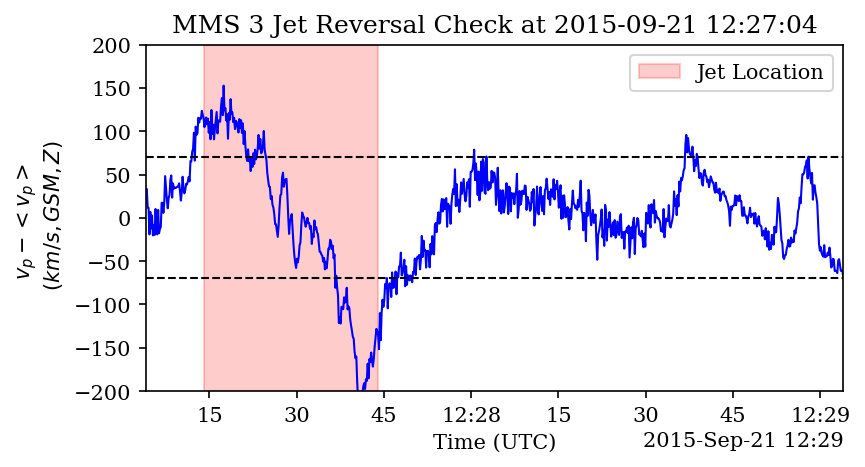 MMS 3 Jet Reversal Check at 2015-09-21 12:27:04
Jet Location
v_p − < v_p >
(km/s, GSM, Z)
200
150
100
50
0
−50
−100
−150
−200
15
30
45
12:28
15
30
45
12:29
Time (UTC)
2015-Sep-21 12:29